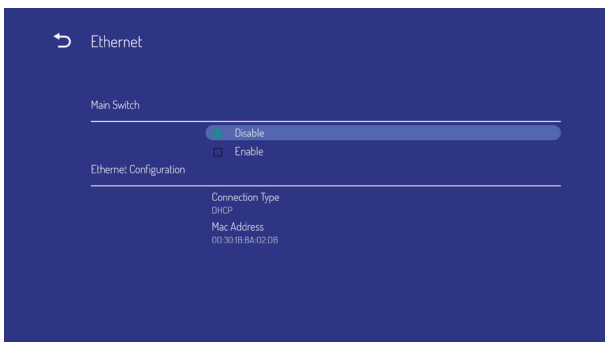 Ethernet
Main Switch
Disable
Enable
Ethernet Configuration
Connection Type
DHCP
Mac Address
00:30:1B:BA:02:DB